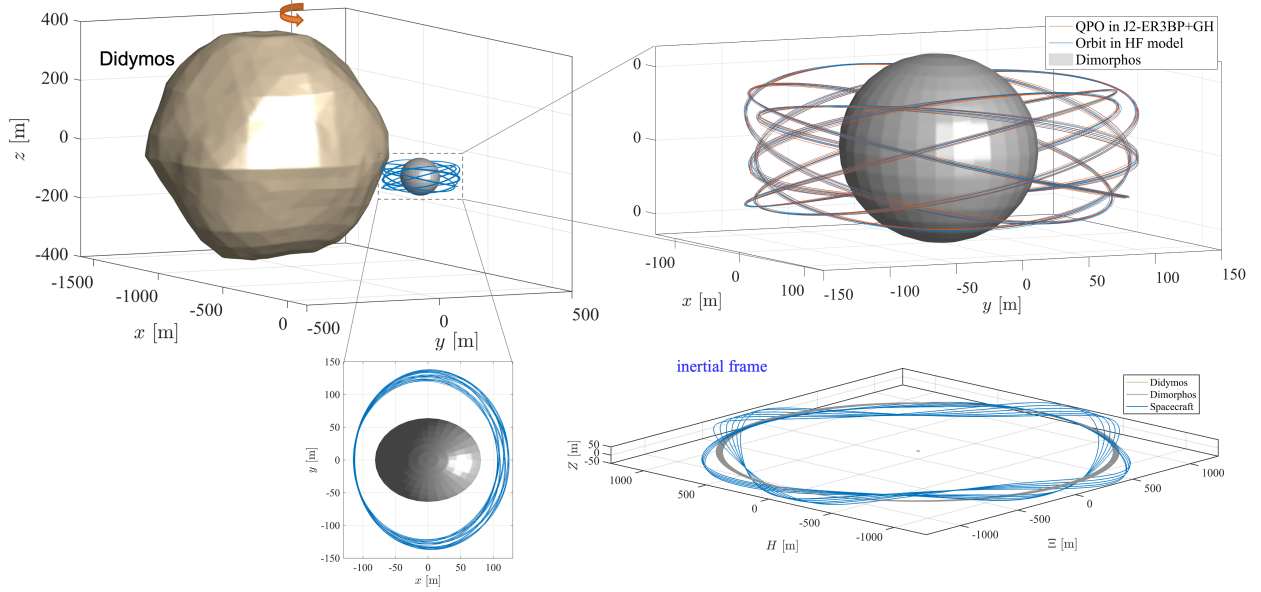 400
200
0
-200
-400
z [m]
Didymos
-1500
-1000
-500
0
x [m]
-500
0
500
y [m]
QPO in J2-ER3BP+GH
Orbit in HF model
Dimorphos
0
0
0
-100
0
100
x [m]
-150
-100
-50
0
50
100
150
y [m]
150
100
50
0
-50
-100
-150
y [m]
-100
-50
0
50
100
x [m]
inertial frame
Didymos
Dimorphos
Spacecraft
50
0
-50
Z [m]
1000
500
0
-500
-1000
H [m]
-1000
-500
0
500
1000
Ξ [m]